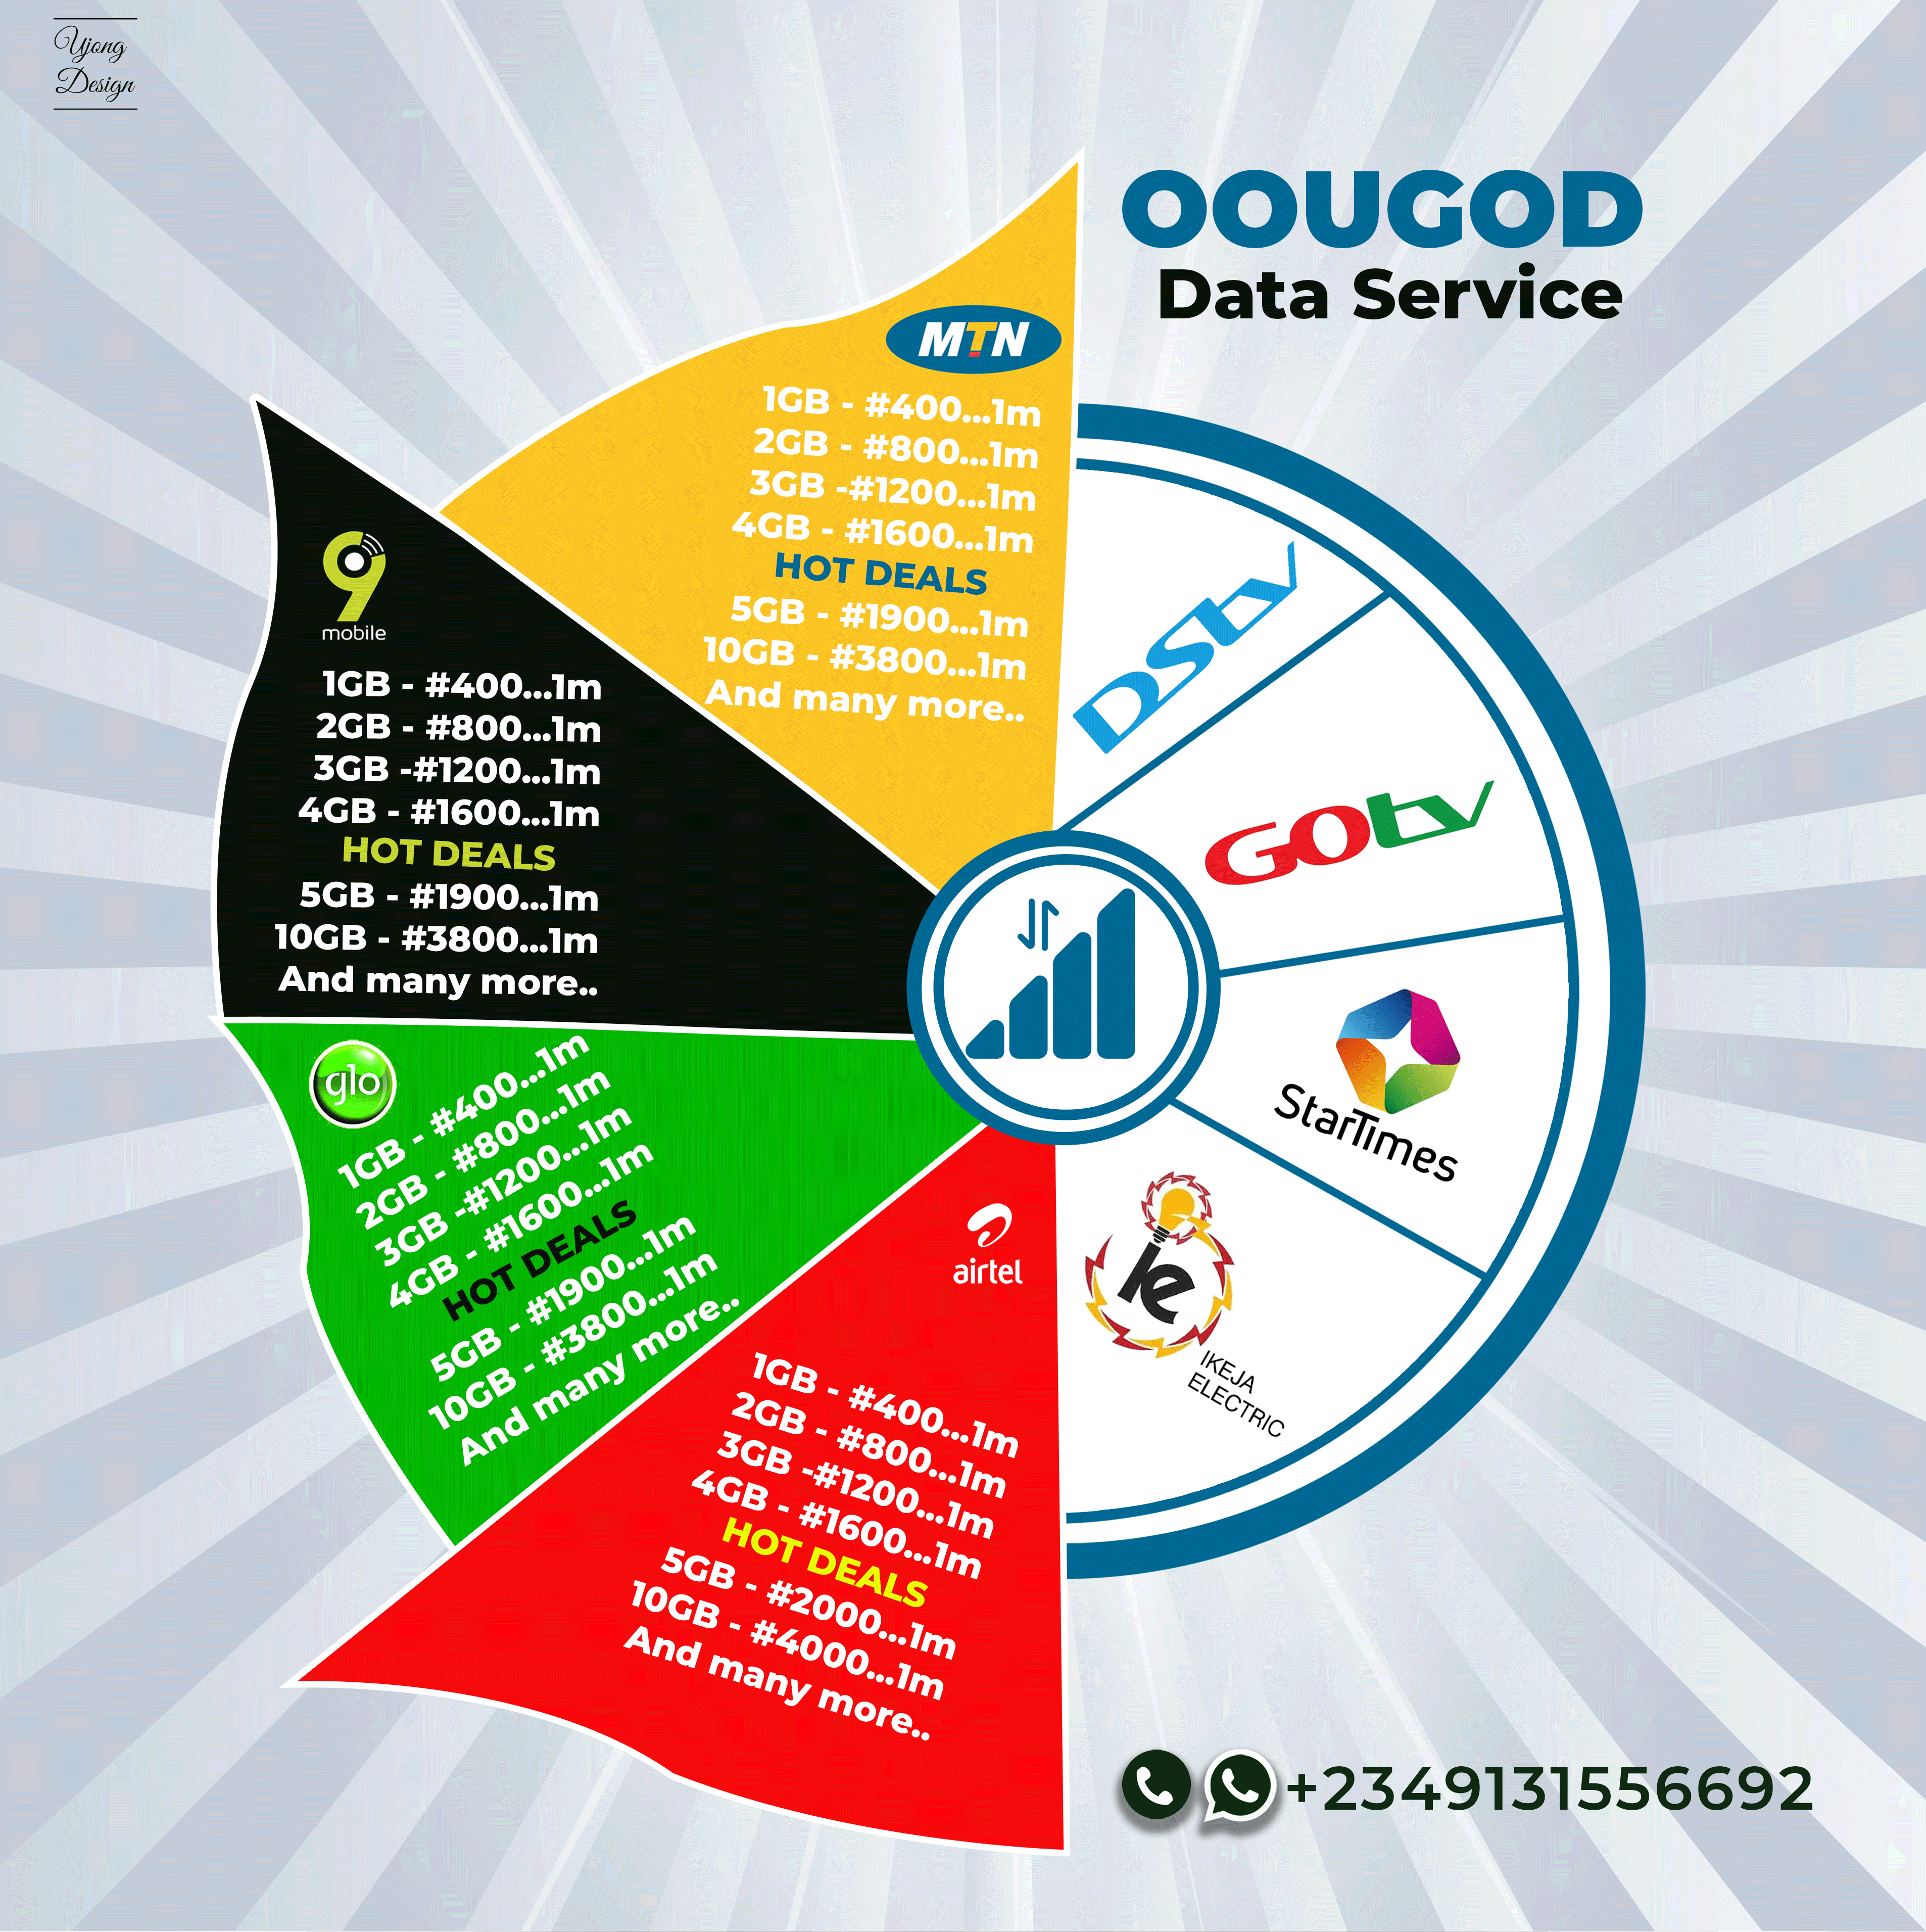 Ujong
Design
OOUGOD
Data Service
MTN
1GB - #400...1m
2GB - #800...1m
3GB -#1200...1m
4GB - #1600...1m
HOT DEALS
5GB - #1900...1m
10GB - #3800...1m
And many more..
9
mobile
1GB - #400...1m
2GB - #800...1m
3GB -#1200...1m
4GB - #1600...1m
HOT DEALS
5GB - #1900...1m
10GB - #3800...1m
And many more..
glo
1GB - #400...1m
2GB - #800...1m
3GB -#1200...1m
4GB - #1600...1m
HOT DEALS
5GB - #1900...1m
10GB - #3800...1m
And many more..
airtel
1GB - #400...1m
2GB - #800...1m
3GB -#1200...1m
4GB - #1600...1m
HOT DEALS
5GB - #2000...1m
10GB - #4000...1m
And many more..
DStv
GOtv
StarTimes
ie
IKEJA
ELECTRIC
+2349131556692